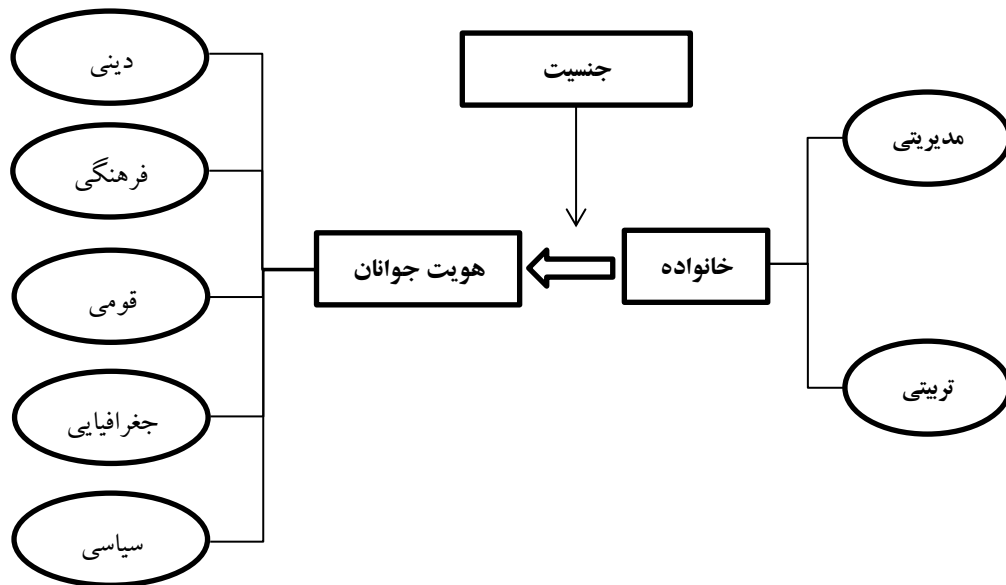 جنسیت
مدیریتی
خانواده
تربیتی
هویت جوانان
دینی
فرهنگی
قومی
جغرافیایی
سیاسی